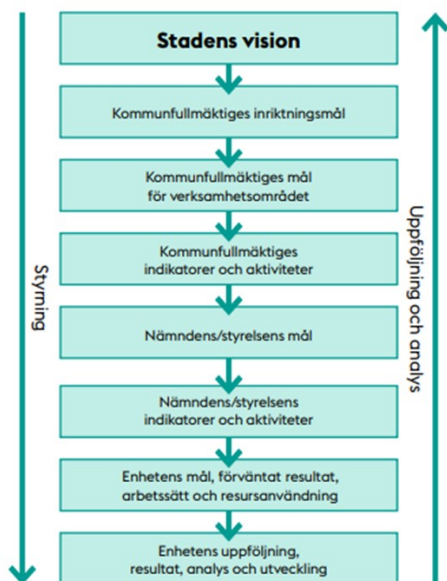 Stadens vision
Kommunfullmäktiges inriktningsmål
Kommunfullmäktiges mål
för verksamhetsområdet
Kommunfullmäktiges
indikatorer och aktiviteter
Nämndens/styrelsens mål
Nämndens/styrelsens
indikatorer och aktiviteter
Enhetens mål, förväntat resultat,
arbetssätt och resursanvändning
Enhetens uppföljning,
resultat, analys och utveckling
Styrning
Uppföljning och analys